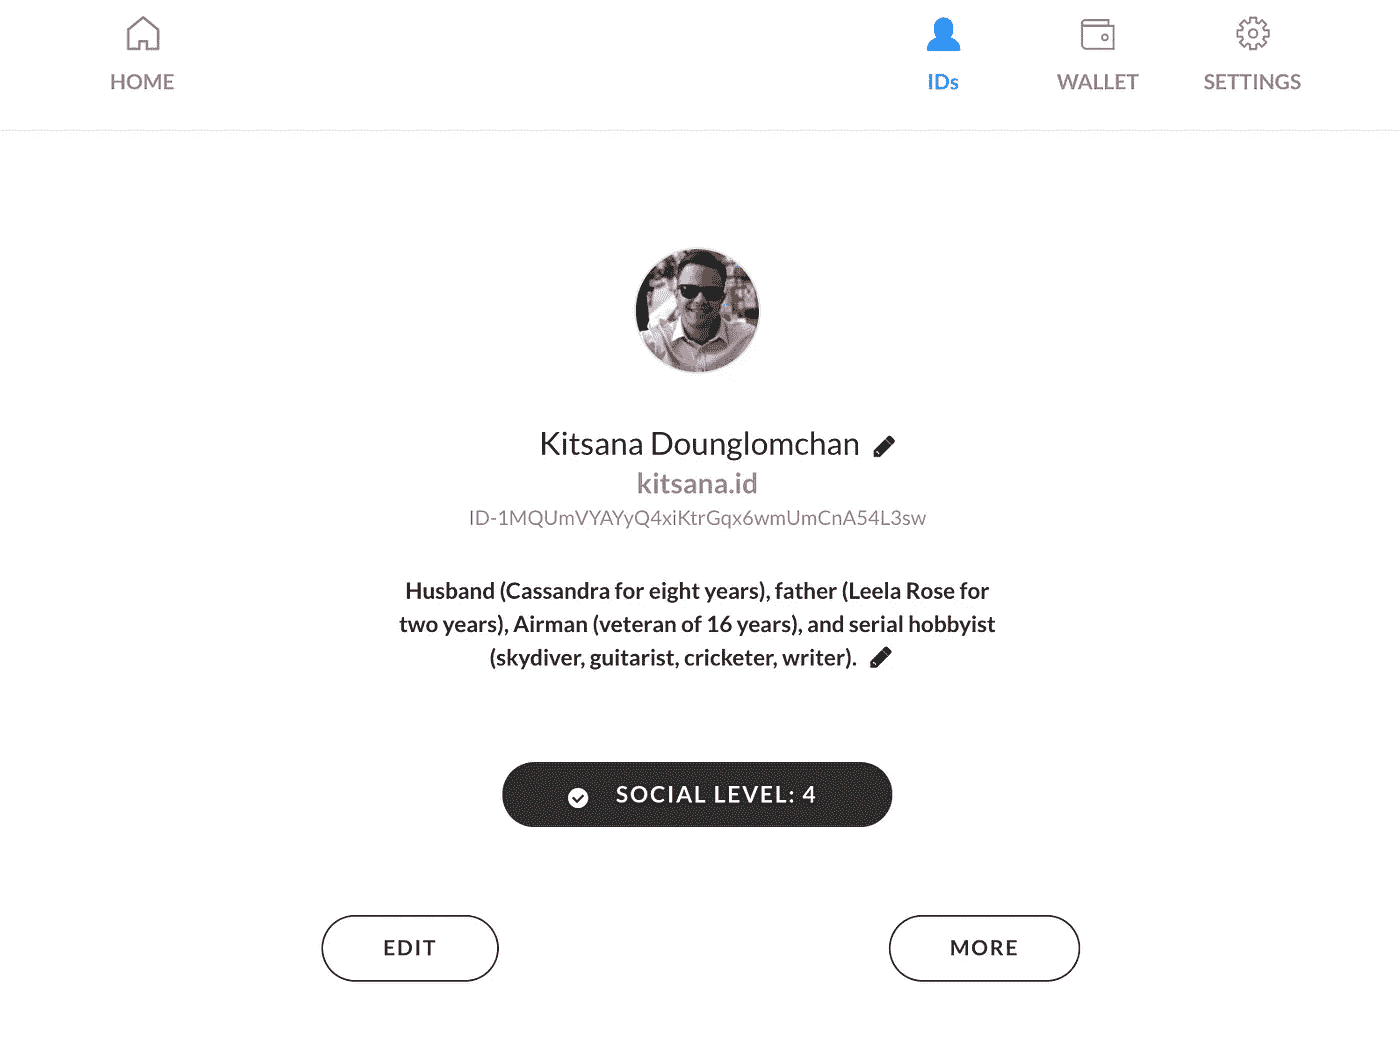 HOME
IDs
WALLET
SETTINGS
Kitsana Dounglomchan
kitsana.id
ID-1MQUmVYAYyQ4xiKtrGqx6wmUmCnA54L3sw
Husband (Cassandra for eight years), father (Leela Rose for
two years), Airman (veteran of 16 years), and serial hobbyist
(skydiver, guitarist, cricketer, writer).
SOCIAL LEVEL: 4
EDIT
MORE